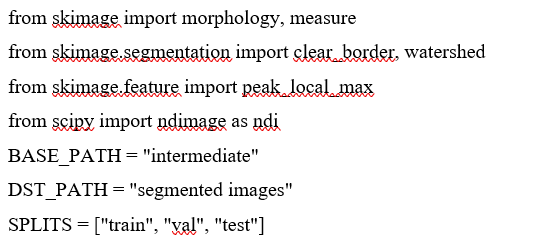 from skimage import morphology, measure
from skimage.segmentation import clear_border, watershed
from skimage.feature import peak_local_max
from scipy import ndimage as ndi
BASE_PATH = "intermediate"
DST_PATH = "segmented images"
SPLITS = ["train", "val", "test"]